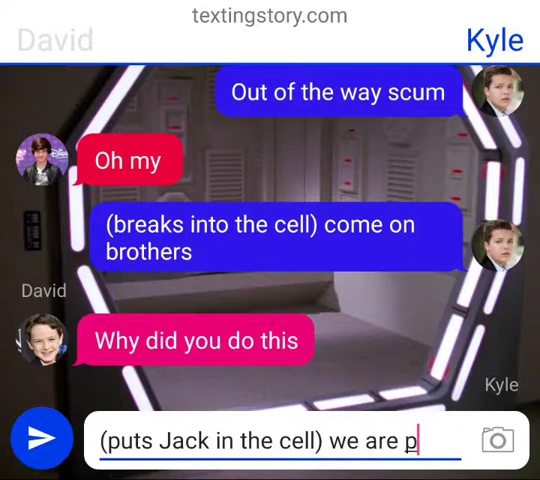 textingstory.com
David
Kyle
Out of the way scum
Oh my
(breaks into the cell) come on
brothers
David
Why did you do this
Kyle
(puts Jack in the cell) we are p